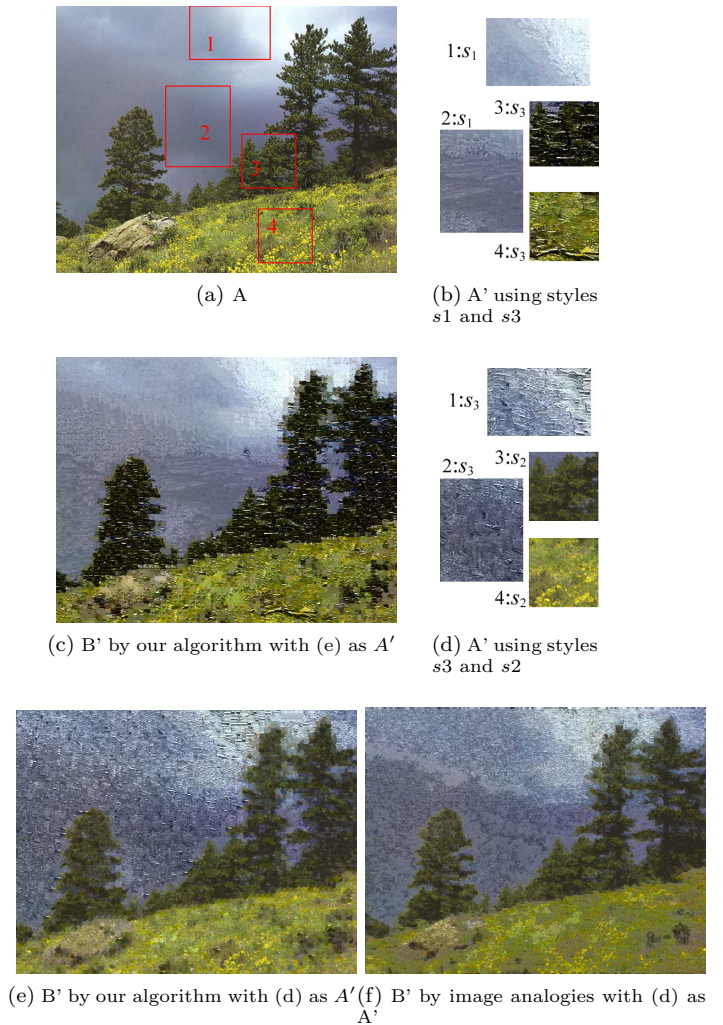 1
2
3
4
1:s1
2:s1
3:s3
4:s3
(a) A
(b) A' using styles
s1 and s3
1:s3
2:s3
3:s2
4:s2
(c) B' by our algorithm with (e) as A′
(d) A' using styles
s3 and s2
(e) B' by our algorithm with (d) as A′
(f) B' by image analogies with (d) as
A'